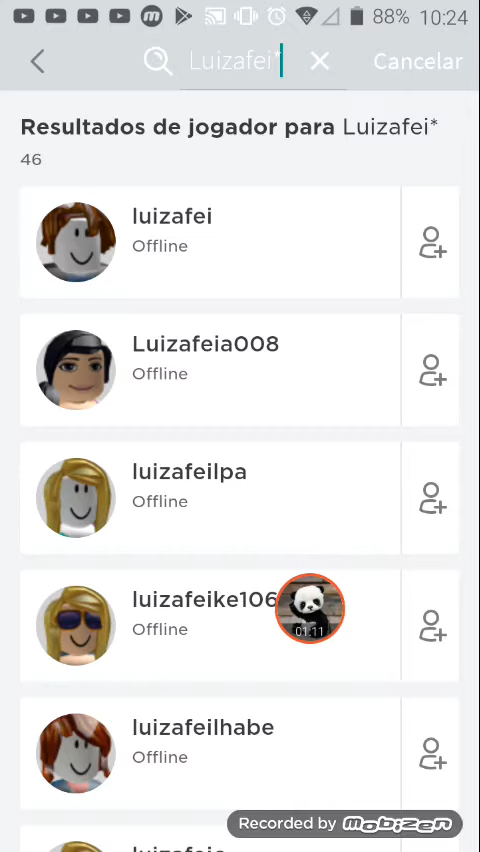 88% 10:24
Luizafei*
Cancelar
Resultados de jogador para Luizafei*
46
luizafei
Offline
Luizafeia008
Offline
luizafeilpa
Offline
luizafeike106
Offline
01:11
luizafeilhabe
Offline
Recorded by mobizen